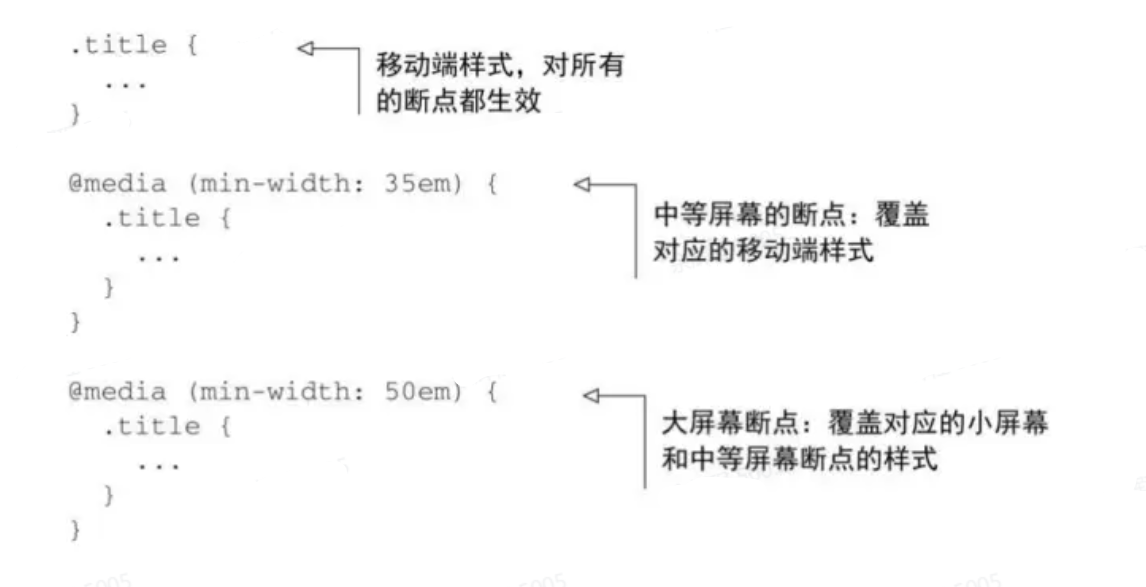 .title {
移动端样式，对所有
的断点都生效
...
}
@media (min-width: 35em) {
中等屏幕的断点：覆盖
对应的移动端样式
.title {
...
}
}
@media (min-width: 50em) {
大屏幕断点：覆盖对应的小屏幕
和中等屏幕断点的样式
.title {
...
}
}